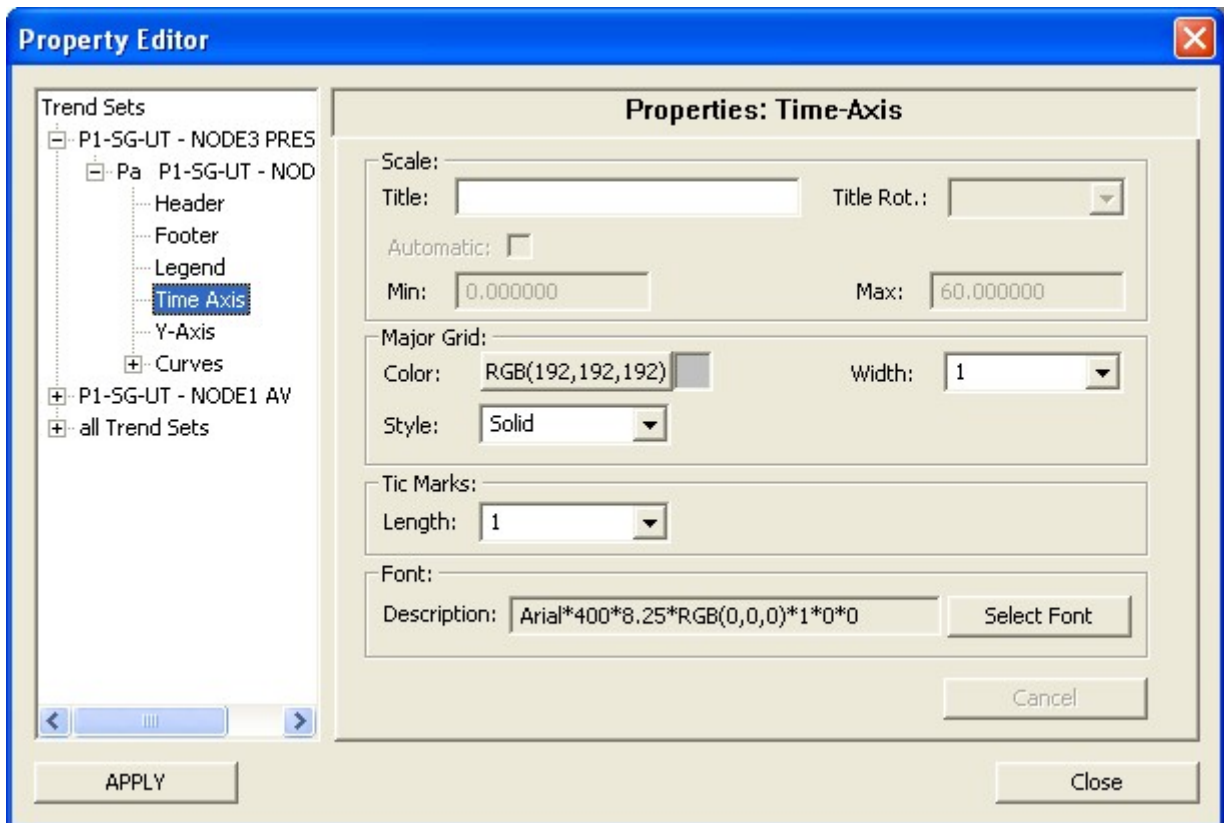 Property Editor
Trend Sets
P1-SG-UT - NODE3 PRES
Pa P1-SG-UT - NOD
Header
Footer
Legend
Time Axis
Y-Axis
Curves
P1-SG-UT - NODE1 AV
all Trend Sets
Properties: Time-Axis
Scale:
Title: Title Rot.:
Automatic:
Min: 0.000000 Max: 60.000000
Major Grid:
Color: RGB(192,192,192) Width: 1
Style: Solid
Tic Marks:
Length: 1
Font:
Description: Arial*400*8.25*RGB(0,0,0)*1*0*0 Select Font
Cancel
APPLY Close